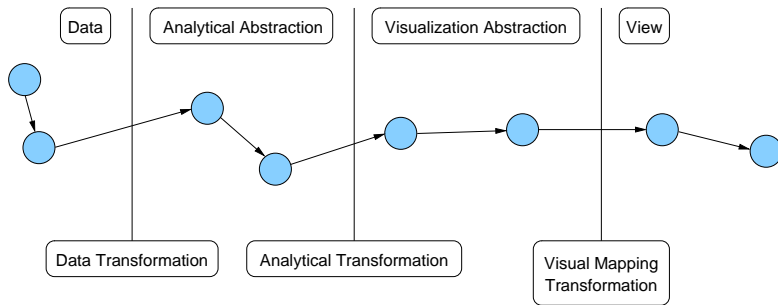 Data
Analytical Abstraction
Visualization Abstraction
View
Data Transformation
Analytical Transformation
Visual Mapping
Transformation